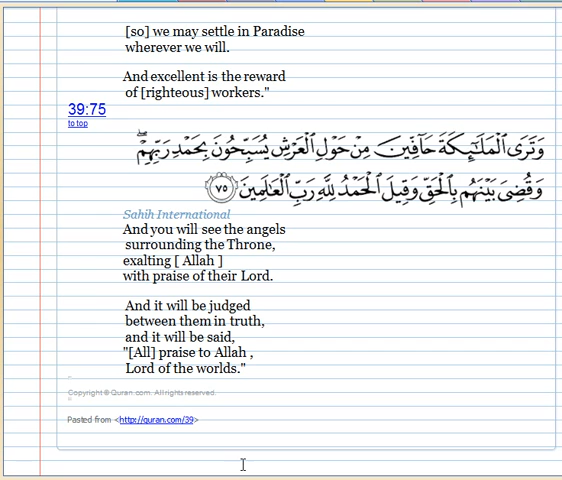 [so] we may settle in Paradise
wherever we will.
And excellent is the reward
of [righteous] workers."
39:75
to top
وَتَرَى ٱلْمَلَـٰٓئِكَةَ حَآفِّينَ مِنْ حَوْلِ ٱلْعَرْشِ يُسَبِّحُونَ بِحَمْدِ رَبِّهِمْ ۖ
وَقُضِىَ بَيْنَهُم بِٱلْحَقِّ وَقِيلَ ٱلْحَمْدُ لِلَّهِ رَبِّ ٱلْعَـٰلَمِينَ ٧٥
Sahih International
And you will see the angels
surrounding the Throne,
exalting [ Allah ]
with praise of their Lord.
And it will be judged
between them in truth,
and it will be said,
"[All] praise to Allah ,
Lord of the worlds."
Copyright © Quran.com. All rights reserved.
Pasted from <http://quran.com/39>